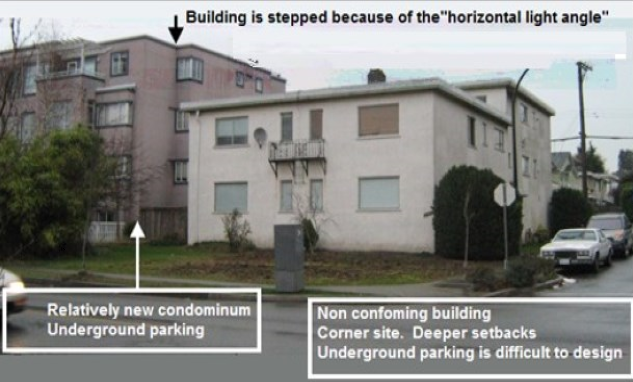 Building is stepped because of the"horizontal light angle"
Relatively new condominum
Underground parking
Non confoming building
Corner site. Deeper setbacks
Underground parking is difficult to design